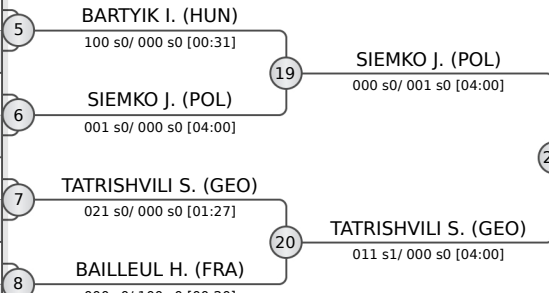 5
BARTYIK I. (HUN)
100 s0/ 000 s0 [00:31]
19
SIEMKO J. (POL)
000 s0/ 001 s0 [04:00]
6
SIEMKO J. (POL)
001 s0/ 000 s0 [04:00]
7
TATRISHVILI S. (GEO)
021 s0/ 000 s0 [01:27]
20
TATRISHVILI S. (GEO)
011 s1/ 000 s0 [04:00]
8
BAILLEUL H. (FRA)